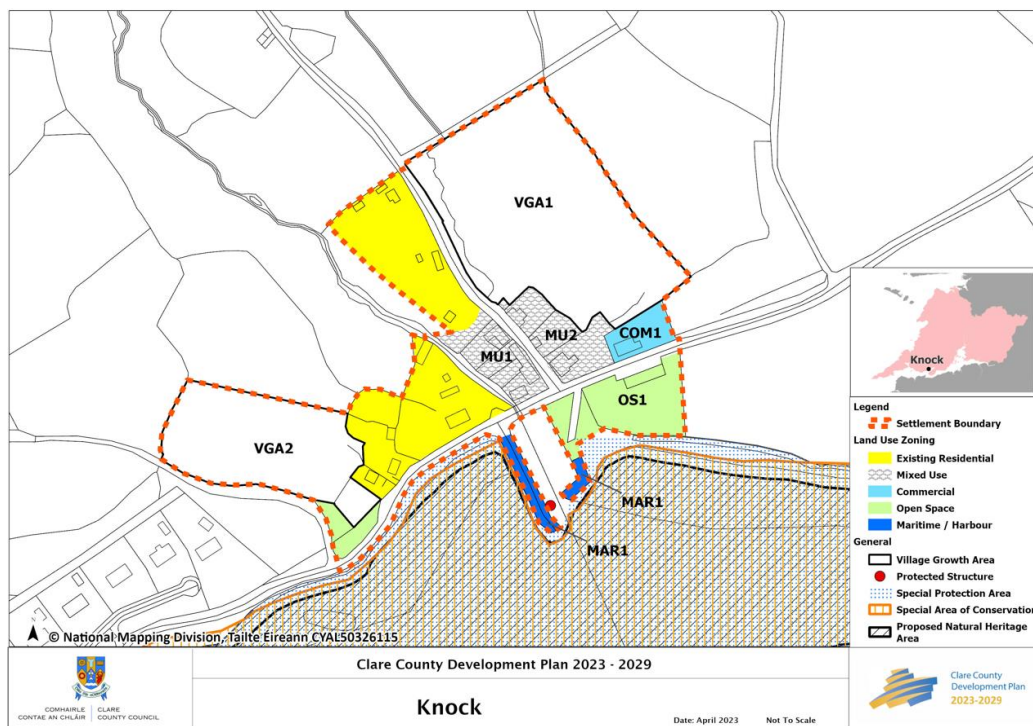 VGA1
MU2
COM1
MU1
OS1
VGA2
MAR1
MAR1
© National Mapping Division, Tailte Éireann CYAL50326115
Knock
Legend
Settlement Boundary
Land Use Zoning
Existing Residential
Mixed Use
Commercial
Open Space
Maritime / Harbour
General
Village Growth Area
Protected Structure
Special Protection Area
Special Area of Conservation
Proposed Natural Heritage
Area
COMHAIRLE
CONTAE AN CHLÁIR
CLARE
COUNTY COUNCIL
Clare County Development Plan 2023 - 2029
Knock
Date: April 2023
Not To Scale
Clare County
Development Plan
2023-2029